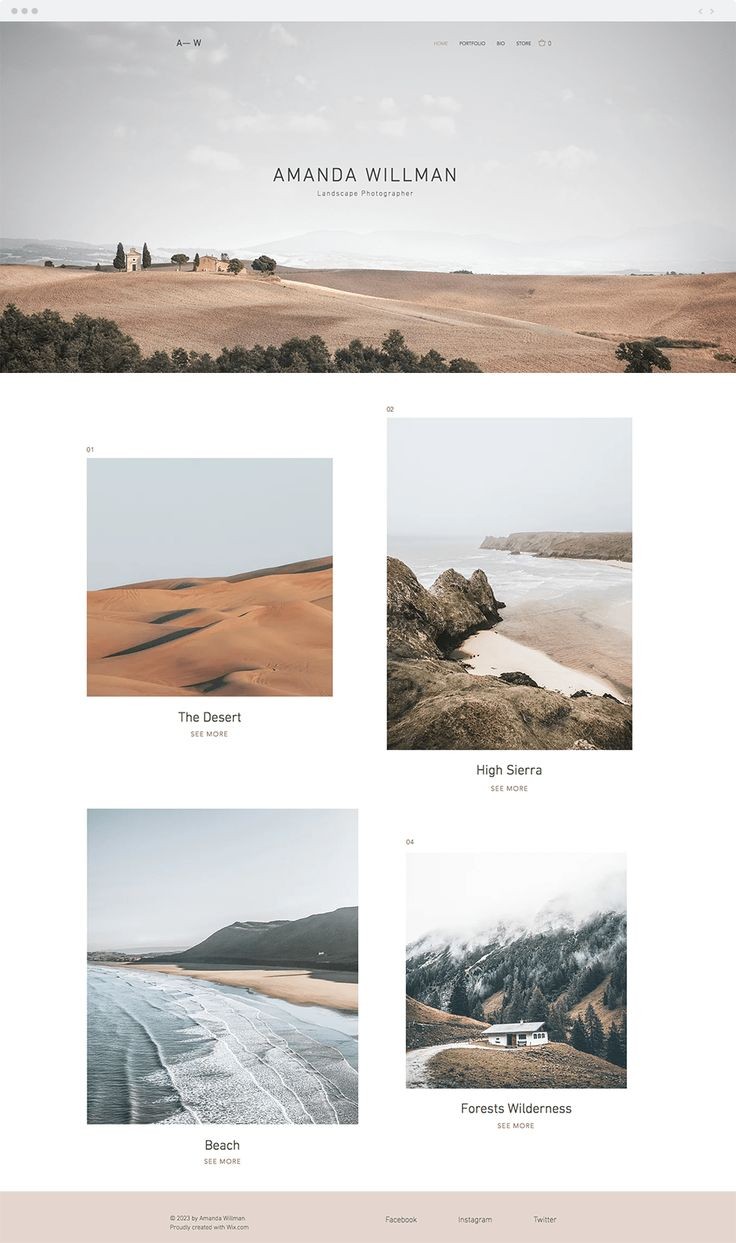 A— W
HOME PORTFOLIO BIO STORE 0
AMANDA WILLMAN
Landscape Photographer
01
The Desert
SEE MORE
02
High Sierra
SEE MORE
Beach
SEE MORE
04
Forests Wilderness
SEE MORE
© 2023 by Amanda Willman.
Proudly created with Wix.com
Facebook Instagram Twitter